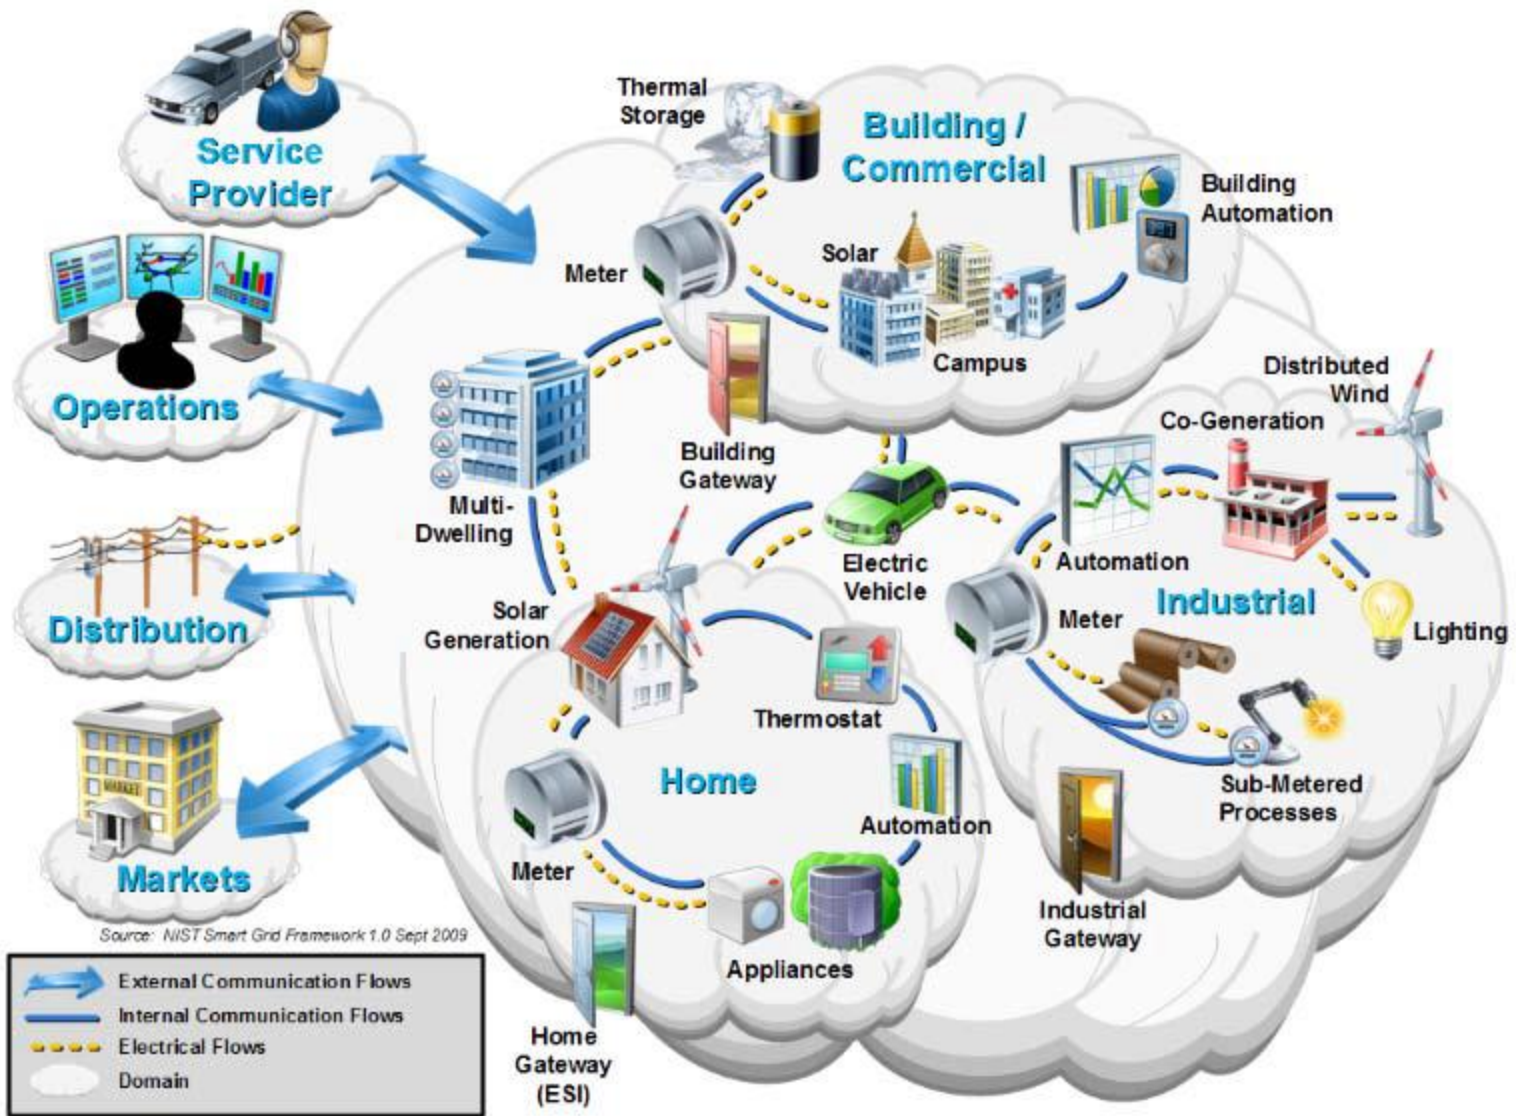 Service
Provider
Operations
Distribution
Markets
MARKET
Source: NIST Smart Grid Framework 1.0 Sept 2009
External Communication Flows
Internal Communication Flows
Electrical Flows
Domain
Thermal
Storage
Building /
Commercial
Building
Automation
Meter
Solar
Campus
Building
Gateway
Multi-
Dwelling
Electric
Vehicle
Distributed
Wind
Co-Generation
Automation
Industrial
Meter
Lighting
Sub-Metered
Processes
Industrial
Gateway
Solar
Generation
Thermostat
Home
Automation
Meter
Appliances
Home
Gateway
(ESI)